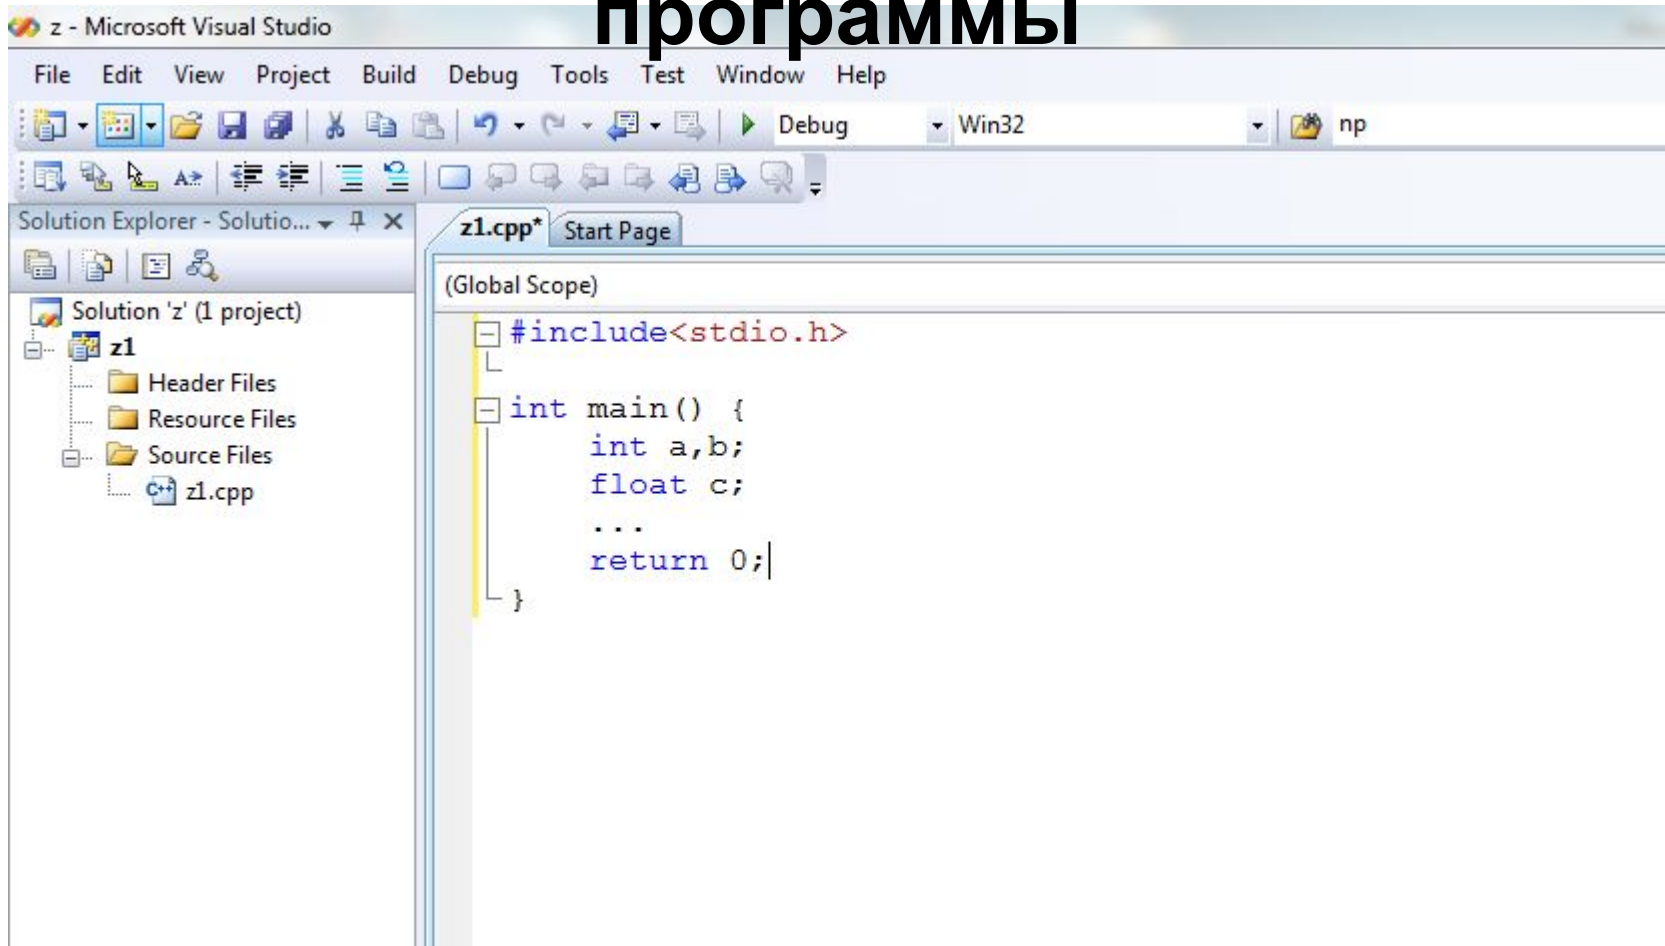 программы
z - Microsoft Visual Studio
File Edit View Project Build Debug Tools Test Window Help
Debug Win32 np
Solution Explorer - Solutio...
z1.cpp* Start Page
(Global Scope)
Solution 'z' (1 project)
z1
Header Files
Resource Files
Source Files
z1.cpp
#include<stdio.h>
int main() {
int a,b;
float c;
...
return 0;
}